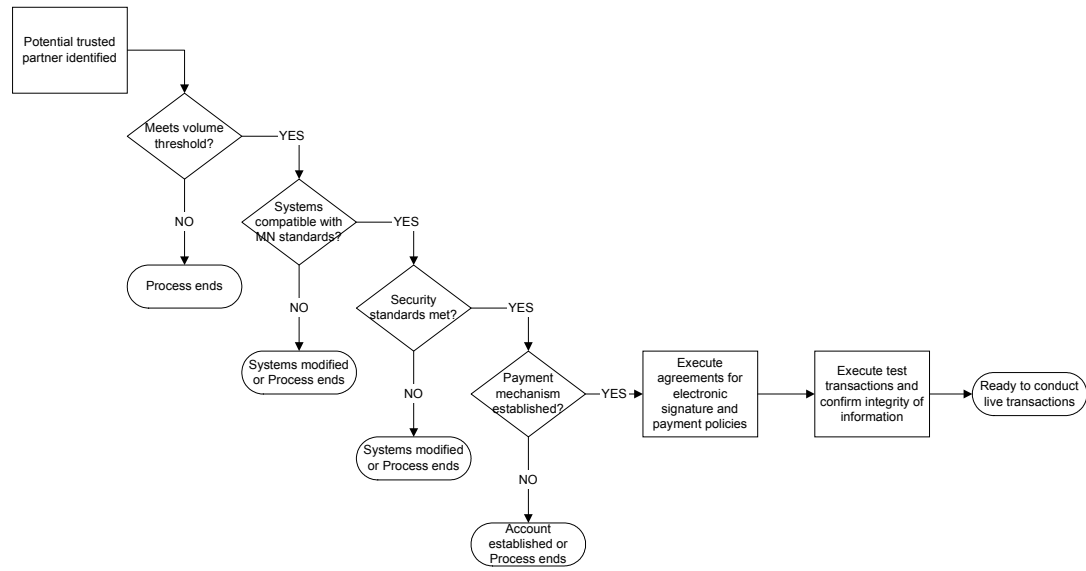 Potential trusted
partner identified
Meets volume
threshold?
YES
NO
Process ends
Systems
compatible with
MN standards?
YES
NO
Systems modified
or Process ends
Security
standards met?
YES
NO
Systems modified
or Process ends
Payment
mechanism
established?
YES
NO
Account
established or
Process ends
Execute
agreements for
electronic
signature and
payment policies
Execute test
transactions and
confirm integrity of
information
Ready to conduct
live transactions